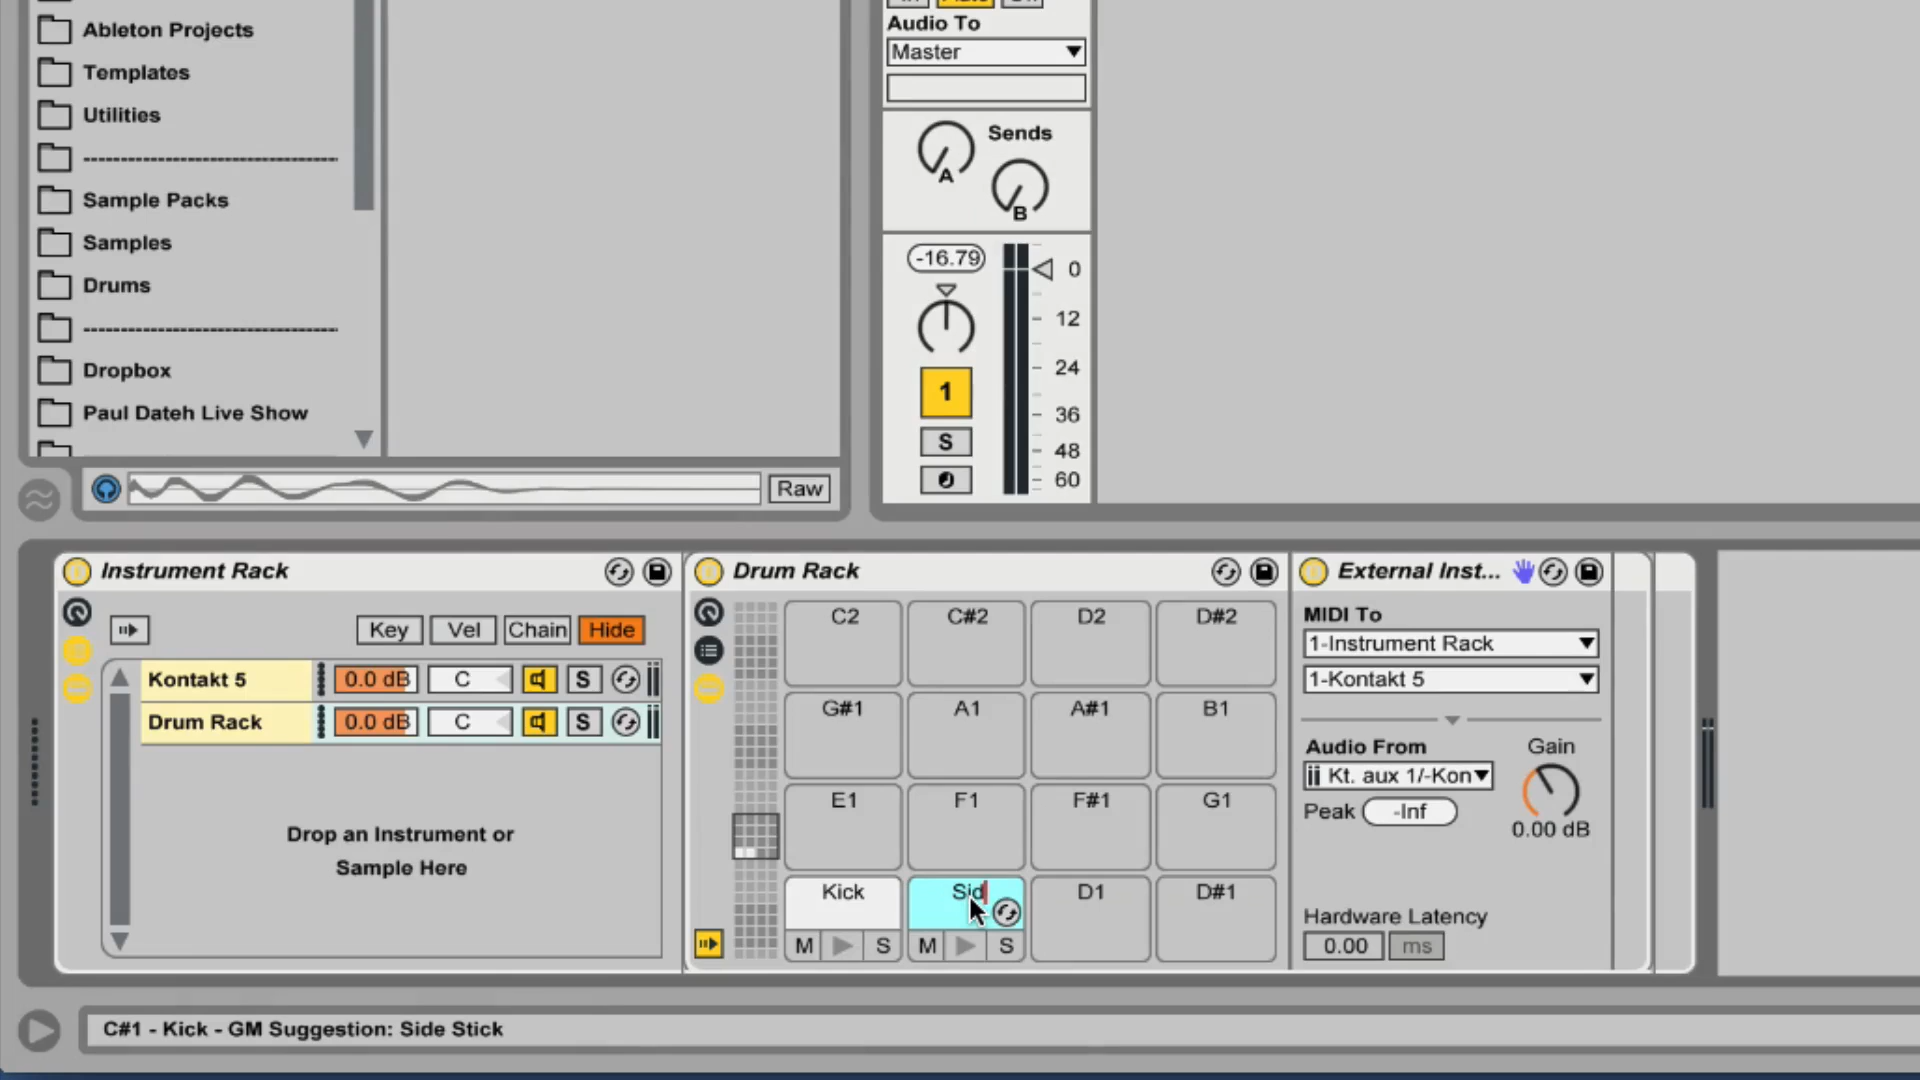 Ableton Projects
Templates
Utilities
----------------------------------
Sample Packs
Samples
Drums
----------------------------------
Dropbox
Paul Dateh Live Show
Raw
Audio To
Master
Sends
A
B
-16.79
0
12
24
36
48
60
1
S
Instrument Rack
Key Vel Chain Hide
Kontakt 5 0.0 dB C S
Drum Rack 0.0 dB C S
Drop an Instrument or
Sample Here
Drum Rack
C2 C#2 D2 D#2
G#1 A1 A#1 B1
E1 F1 F#1 G1
Kick Sid D1 D#1
M S M S
External Inst...
MIDI To
1-Instrument Rack
1-Kontakt 5
Audio From Gain
Kt. aux 1/-Kon
Peak -Inf
0.00 dB
Hardware Latency
0.00 ms
C#1 - Kick - GM Suggestion: Side Stick